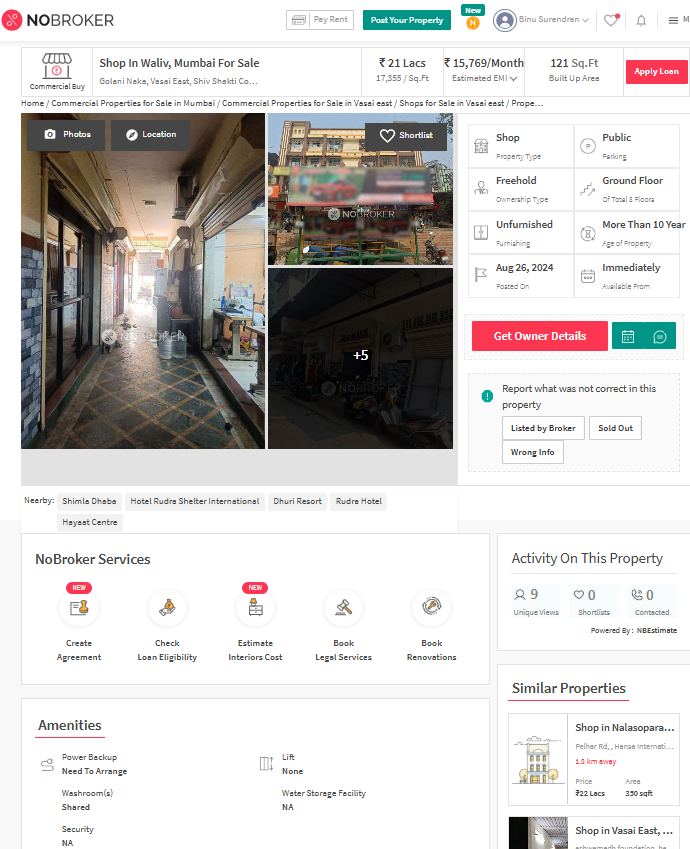 NOBROKER
Pay Rent
Post Your Property
New
N
Binu Surendran
M
Commercial Buy
Shop In Waliv, Mumbai For Sale
Golani Naka, Vasai East, Shiv Shakti Co...
₹ 21 Lacs
17,355 / Sq.Ft
₹ 15,769/Month
Estimated EMI
121 Sq.Ft
Built Up Area
Apply Loan
Home / Commercial Properties for Sale in Mumbai / Commercial Properties for Sale in Vasai east / Shops for Sale in Vasai east / Prope...
Photos
Location
Shortlist
NOBROKER
NOBROKER
NOBROKER
+5
Shop
Property Type
P
Public
Parking
Freehold
Ownership Type
Ground Floor
Of Total 3 Floors
Unfurnished
Furnishing
More Than 10 Year
Age of Property
Aug 26, 2024
Posted On
Immediately
Available From
Get Owner Details
Report what was not correct in this
property
Listed by Broker
Sold Out
Wrong Info
Nearby:
Shimla Dhaba
Hotel Rudra Shelter International
Dhuri Resort
Rudra Hotel
Hayaat Centre
NoBroker Services
NEW
Create
Agreement
Check
Loan Eligibility
NEW
Estimate
Interiors Cost
Book
Legal Services
Book
Renovations
Activity On This Property
9
Unique Views
0
Shortlists
0
Contacted
Powered By : NBEstimate
Amenities
Power Backup
Need To Arrange
Lift
None
Washroom(s)
Shared
Water Storage Facility
NA
Security
NA
Similar Properties
Shop in Nalasopara...
Pelhar Rd, , Hansa Internati...
1.3 km away
Price
₹22 Lacs
Area
350 sqft
Shop in Vasai East, ...